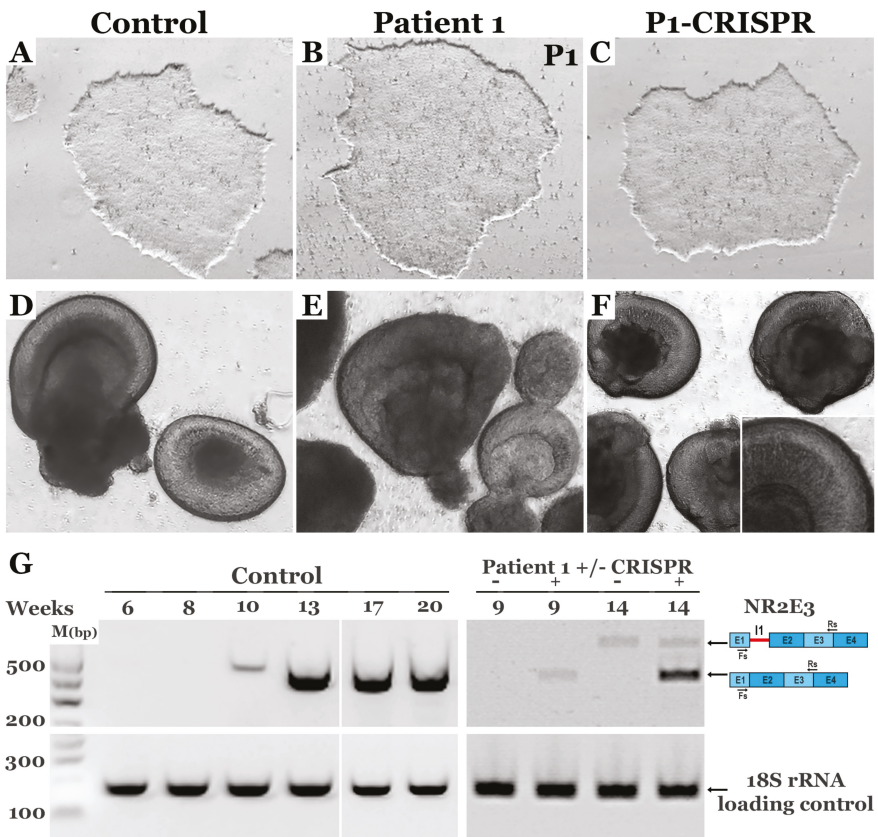 Control Patient 1 P1-CRISPR
A B P1 C
D E F
G
Control
Patient 1 +/- CRISPR
- + - +
Weeks 6 8 10 13 17 20 9 9 14 14 NR2E3
M(bp)
500
200
300
100
I1 Rs
E1 E2 E3 E4
Fs
Rs
E1 E2 E3 E4
Fs
18S rRNA
loading control